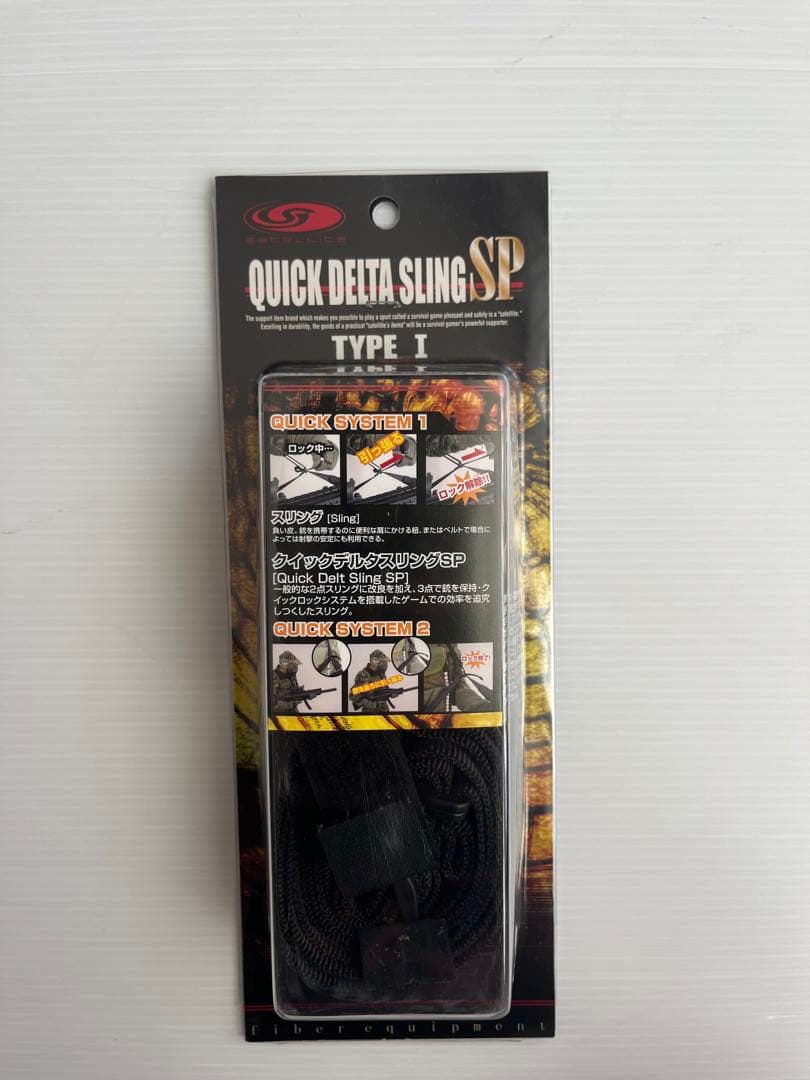 satellite
QUICK DELTA SLING SP
The support item brand which makes you possible to play a sport called a survival game pleasant and safety is a "satellite."
Excelling in durability, the goods of a practical "satellite's items" will be a survival gamer's powerful supporter.
TYPE I
QUICK SYSTEM 1
ロック中…
引っ張る
ロック解除!!
スリング [Sling]
負い皮。銃を携帯するのに便利な肩にかける紐、またはベルトで場合に
よっては射撃の安定にも利用できる。
クイックデルタスリングSP
[Quick Delt Sling SP]
一般的な2点スリングに改良を加え、3点で銃を保持・ク
イックロックシステムを搭載したゲームでの効率を追究
しつくしたスリング。
QUICK SYSTEM 2
ロック完了!
fiber equipment